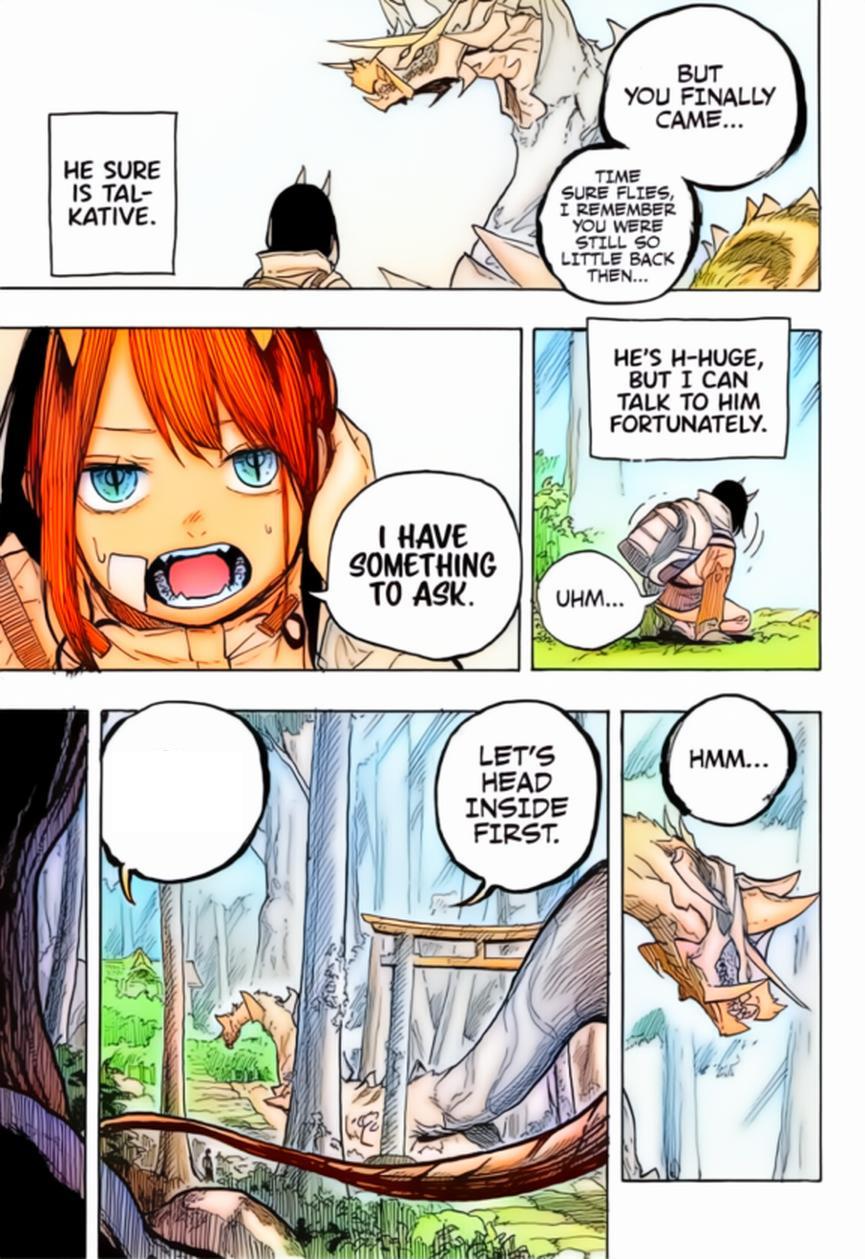 BUT
YOU FINALLY
CAME...
TIME
SURE FLIES,
I REMEMBER
YOU WERE
STILL SO
LITTLE BACK
THEN...
HE SURE
IS TAL-
KATIVE.
HE'S H-HUGE,
BUT I CAN
TALK TO HIM
FORTUNATELY.
UHM...
I HAVE
SOMETHING
TO ASK.
HMM...
LET'S
HEAD
INSIDE
FIRST.